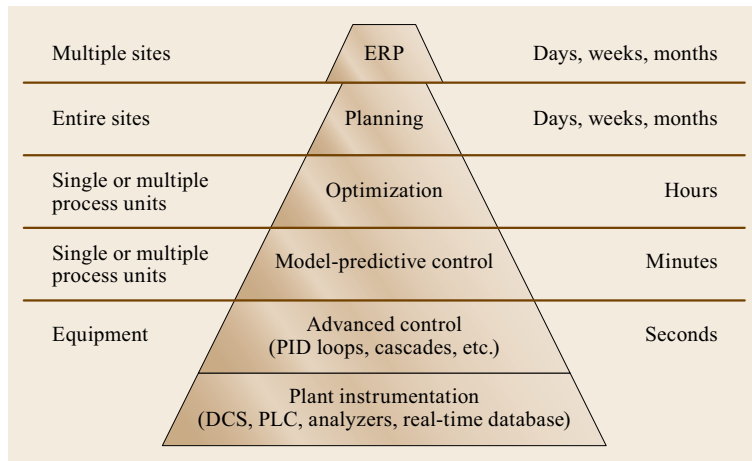 Multiple sites
ERP
Days, weeks, months
Entire sites
Planning
Days, weeks, months
Single or multiple
process units
Optimization
Hours
Single or multiple
process units
Model-predictive control
Minutes
Equipment
Advanced control
(PID loops, cascades, etc.)
Seconds
Plant instrumentation
(DCS, PLC, analyzers, real-time database)